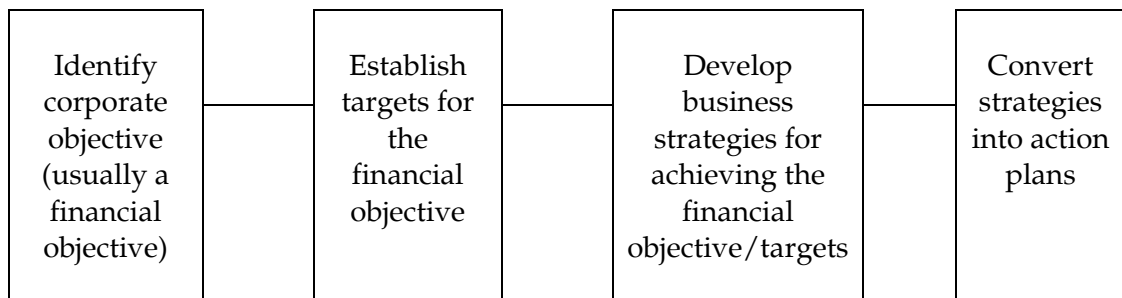 Identify
corporate
objective
(usually a
financial
objective)
Establish
targets for
the
financial
objective
Develop
business
strategies for
achieving the
financial
objective/targets
Convert
strategies
into action
plans